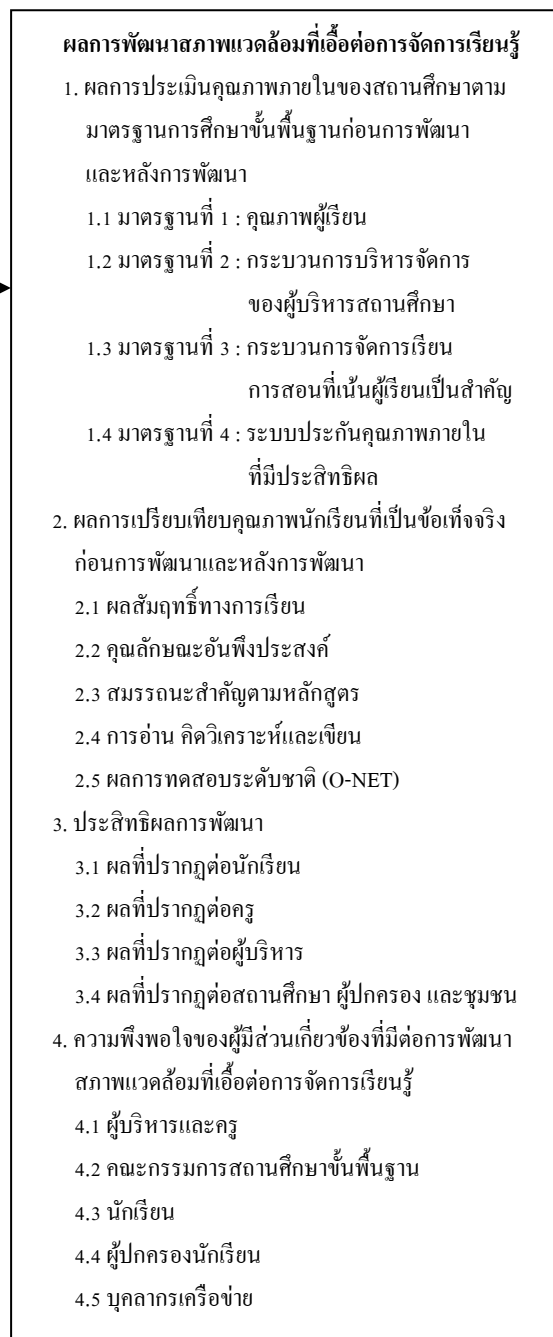 ผลการพัฒนาสภาพแวดล้อมที่เอื้อต่อการจัดการเรียนรู้
1. ผลการประเมินคุณภาพภายในของสถานศึกษาตาม
มาตรฐานการศึกษาขั้นพื้นฐานก่อนการพัฒนา
และหลังการพัฒนา
1.1 มาตรฐานที่ 1 : คุณภาพผู้เรียน
1.2 มาตรฐานที่ 2 : กระบวนการบริหารจัดการ
ของผู้บริหารสถานศึกษา
1.3 มาตรฐานที่ 3 : กระบวนการจัดการเรียน
การสอนที่เน้นผู้เรียนเป็นสำคัญ
1.4 มาตรฐานที่ 4 : ระบบประกันคุณภาพภายใน
ที่มีประสิทธิผล
2. ผลการเปรียบเทียบคุณภาพนักเรียนที่เป็นข้อเท็จจริง
ก่อนการพัฒนาและหลังการพัฒนา
2.1 ผลสัมฤทธิ์ทางการเรียน
2.2 คุณลักษณะอันพึงประสงค์
2.3 สมรรถนะสำคัญตามหลักสูตร
2.4 การอ่าน คิดวิเคราะห์และเขียน
2.5 ผลการทดสอบระดับชาติ (O-NET)
3. ประสิทธิผลการพัฒนา
3.1 ผลที่ปรากฏต่อนักเรียน
3.2 ผลที่ปรากฏต่อครู
3.3 ผลที่ปรากฏต่อผู้บริหาร
3.4 ผลที่ปรากฏต่อสถานศึกษา ผู้ปกครอง และชุมชน
4. ความพึงพอใจของผู้มีส่วนเกี่ยวข้องที่มีต่อการพัฒนา
สภาพแวดล้อมที่เอื้อต่อการจัดการเรียนรู้
4.1 ผู้บริหารและครู
4.2 คณะกรรมการสถานศึกษาขั้นพื้นฐาน
4.3 นักเรียน
4.4 ผู้ปกครองนักเรียน
4.5 บุคลากรเครือข่าย